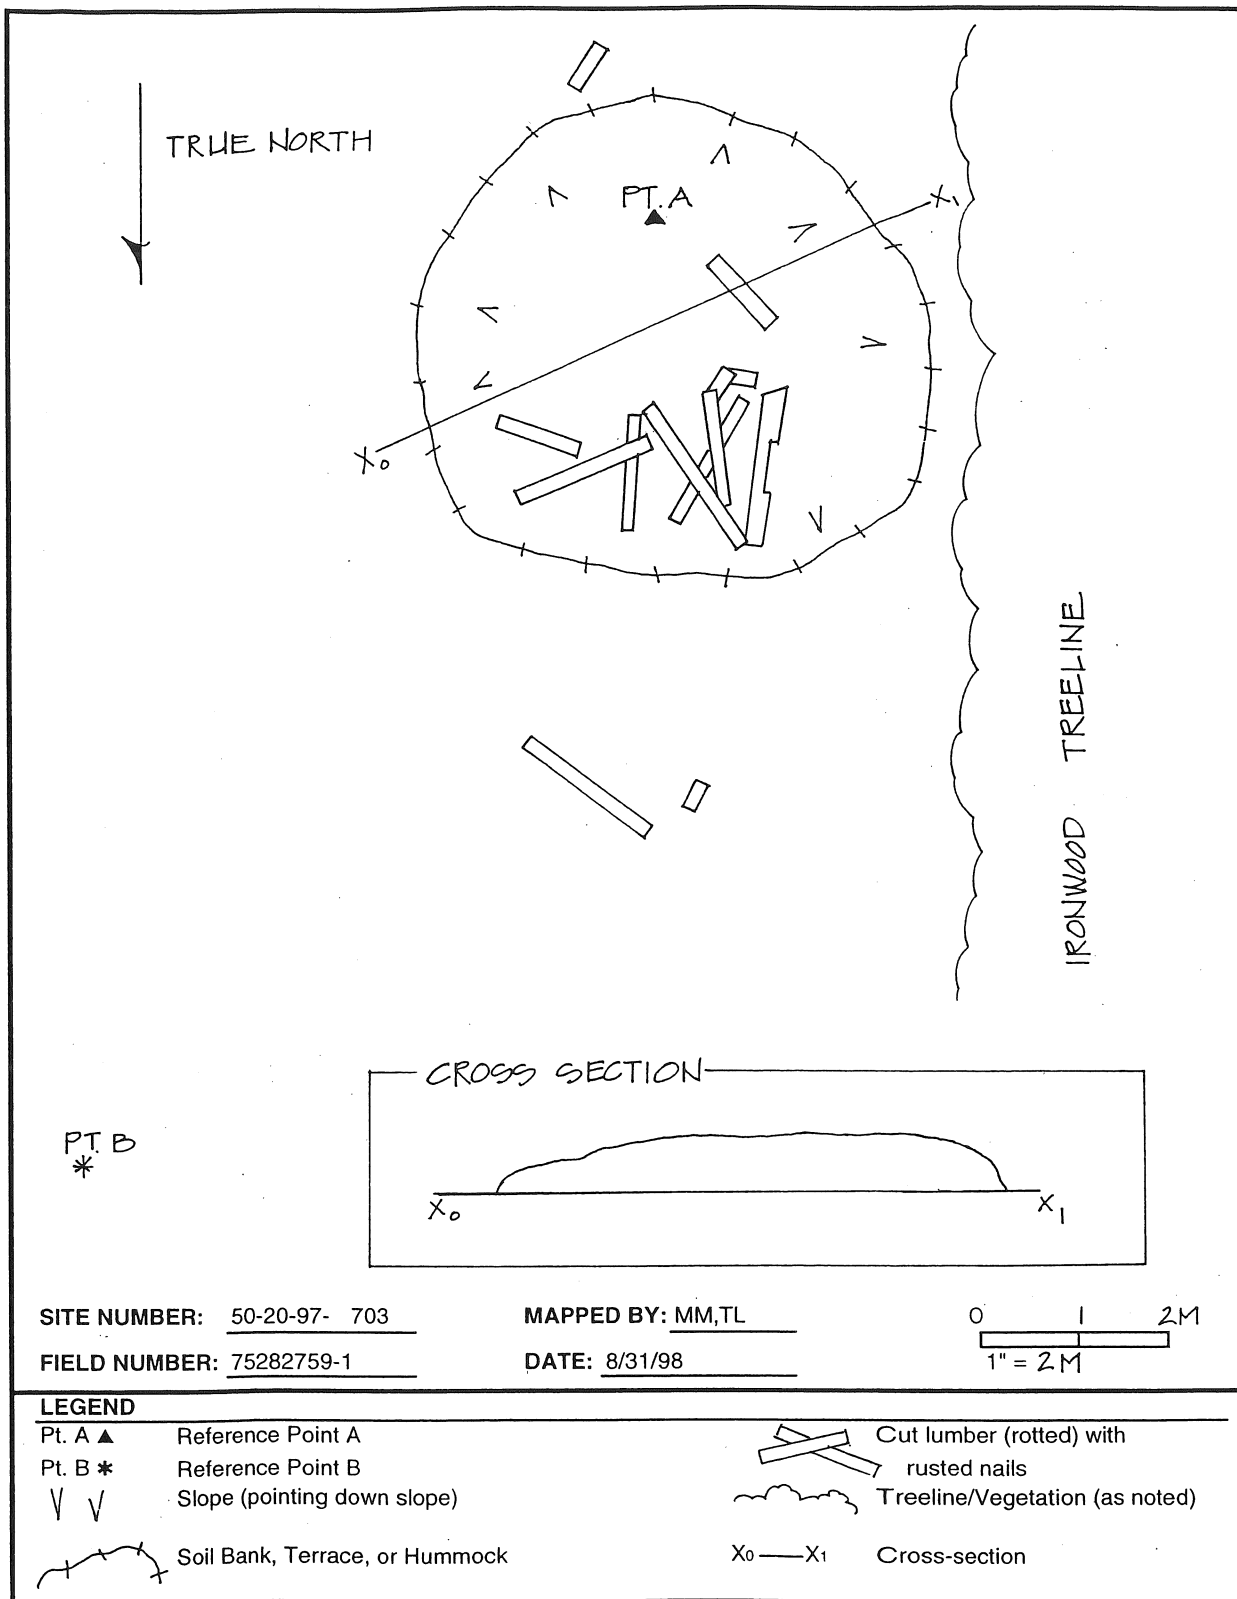 TRUE NORTH
PT. A
X₁
X₀
IRONWOOD TREELINE
CROSS SECTION
X₀
X₁
PT. B
SITE NUMBER: 50-20-97- 703
MAPPED BY: MM,TL
FIELD NUMBER: 75282759-1
DATE: 8/31/98
0 1 2M
1" = 2M
LEGEND
Pt. A ▲ Reference Point A
Pt. B * Reference Point B
Slope (pointing down slope)
Soil Bank, Terrace, or Hummock
Cut lumber (rotted) with
rusted nails
Treeline/Vegetation (as noted)
X₀ — X₁ Cross-section